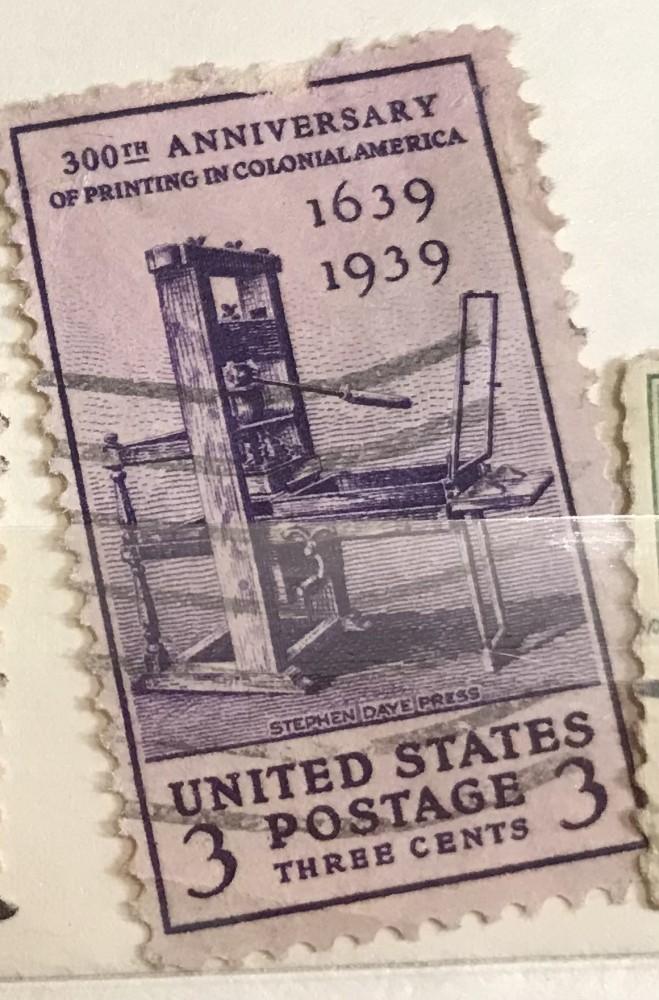 300TH ANNIVERSARY
OF PRINTING IN COLONIAL AMERICA
1639
1939
STEPHEN DAYE PRESS
UNITED STATES
3 POSTAGE 3
THREE CENTS